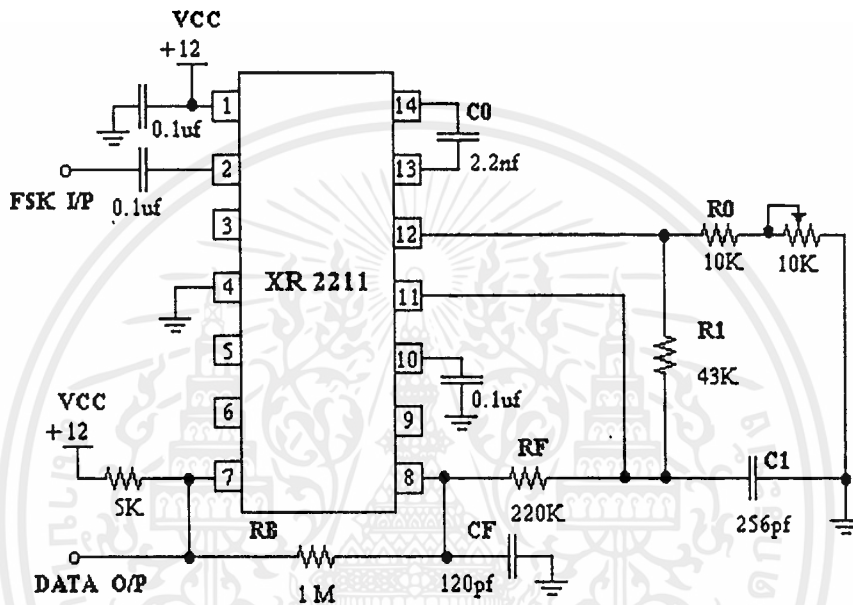 VCC
+12
0.1uf
FSK I/P
0.1uf
1
2
3
4
5
6
7
XR 2211
14
13
12
11
10
9
8
C0
2.2nf
R0
10K
10K
R1
43K
0.1uf
RF
220K
C1
256pf
VCC
+12
5K
RB
1 M
CF
120pf
DATA O/P